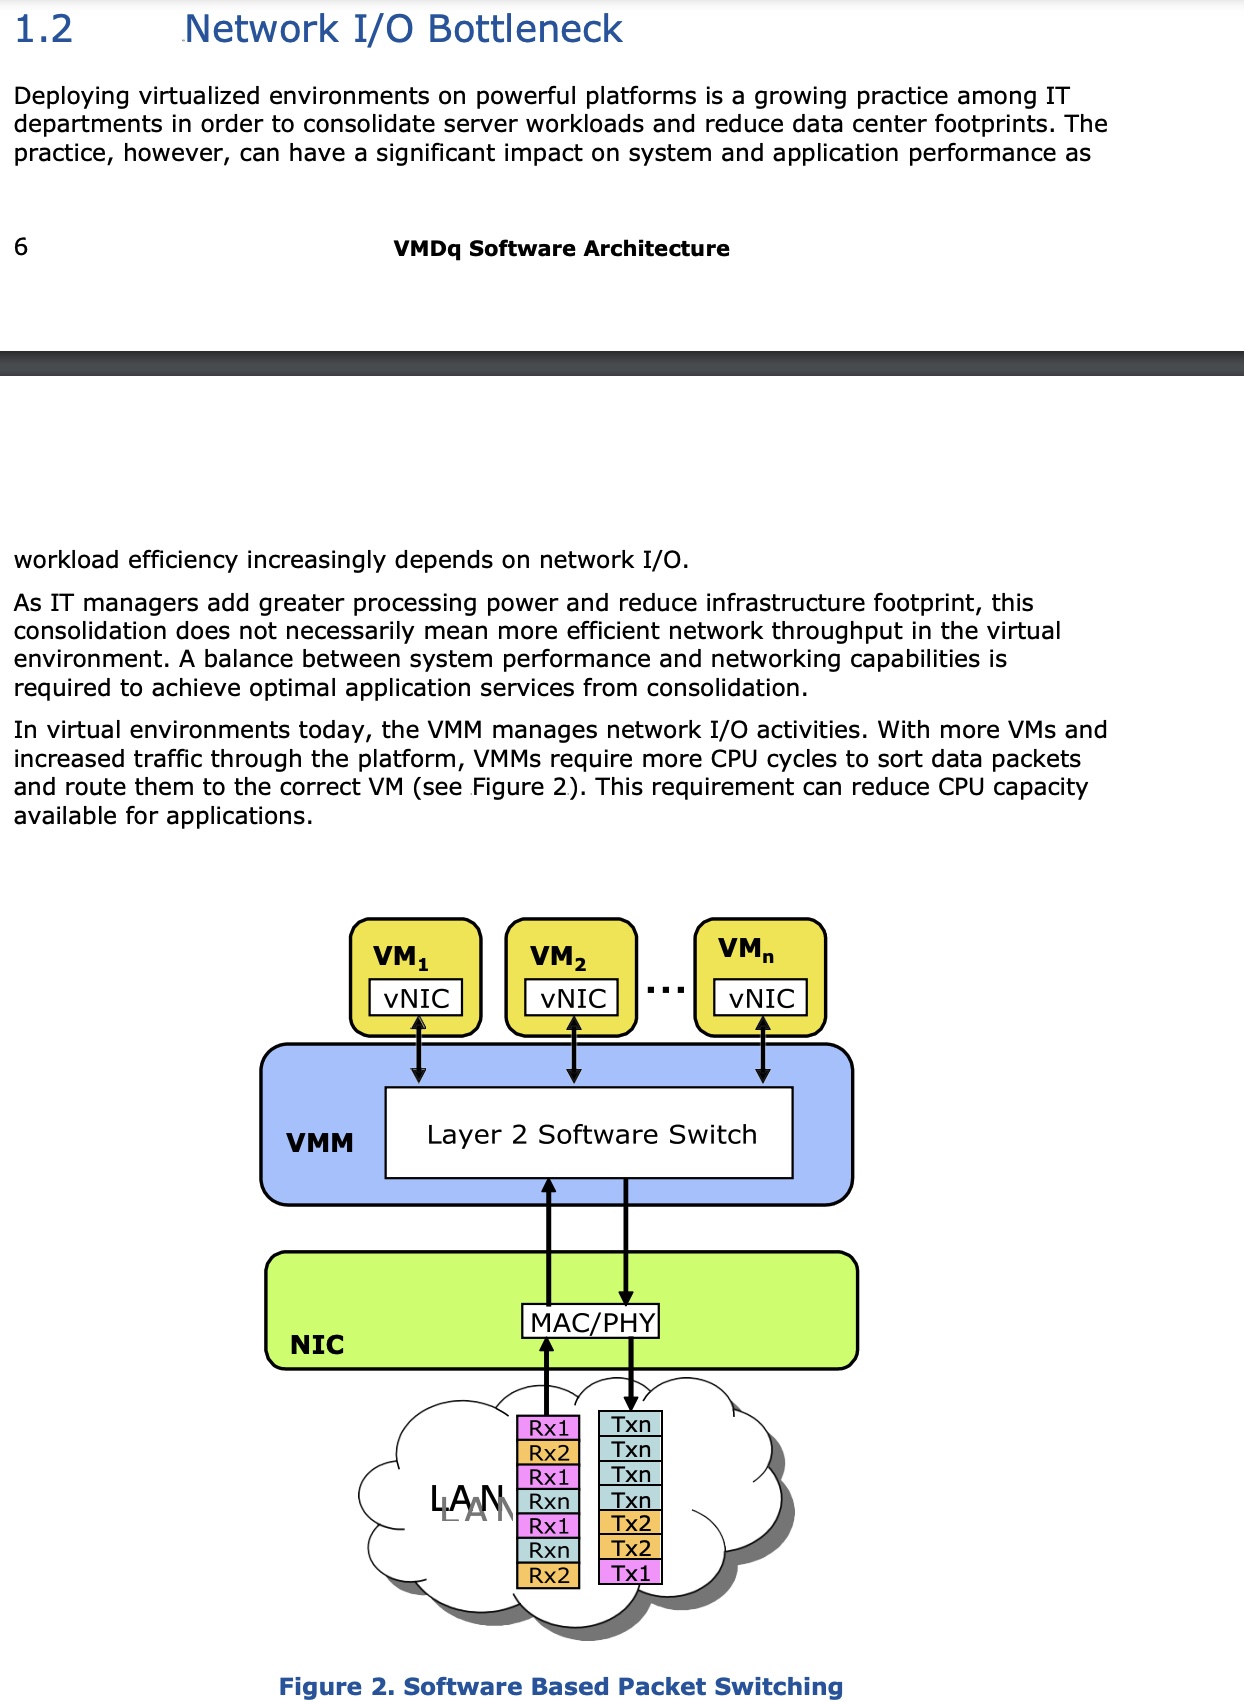 1.2 Network I/O Bottleneck
Deploying virtualized environments on powerful platforms is a growing practice among IT
departments in order to consolidate server workloads and reduce data center footprints. The
practice, however, can have a significant impact on system and application performance as
6 VMDq Software Architecture
workload efficiency increasingly depends on network I/O.
As IT managers add greater processing power and reduce infrastructure footprint, this
consolidation does not necessarily mean more efficient network throughput in the virtual
environment. A balance between system performance and networking capabilities is
required to achieve optimal application services from consolidation.
In virtual environments today, the VMM manages network I/O activities. With more VMs and
increased traffic through the platform, VMMs require more CPU cycles to sort data packets
and route them to the correct VM (see Figure 2). This requirement can reduce CPU capacity
available for applications.
VM1 VM2 ... VMn
vNIC vNIC vNIC
VMM Layer 2 Software Switch
MAC/PHY
NIC
Rx1 Txn
Rx2 Txn
Rx1 Txn
LAN Rxn Txn
Rx1 Tx2
Rxn Tx2
Rx2 Tx1
Figure 2. Software Based Packet Switching